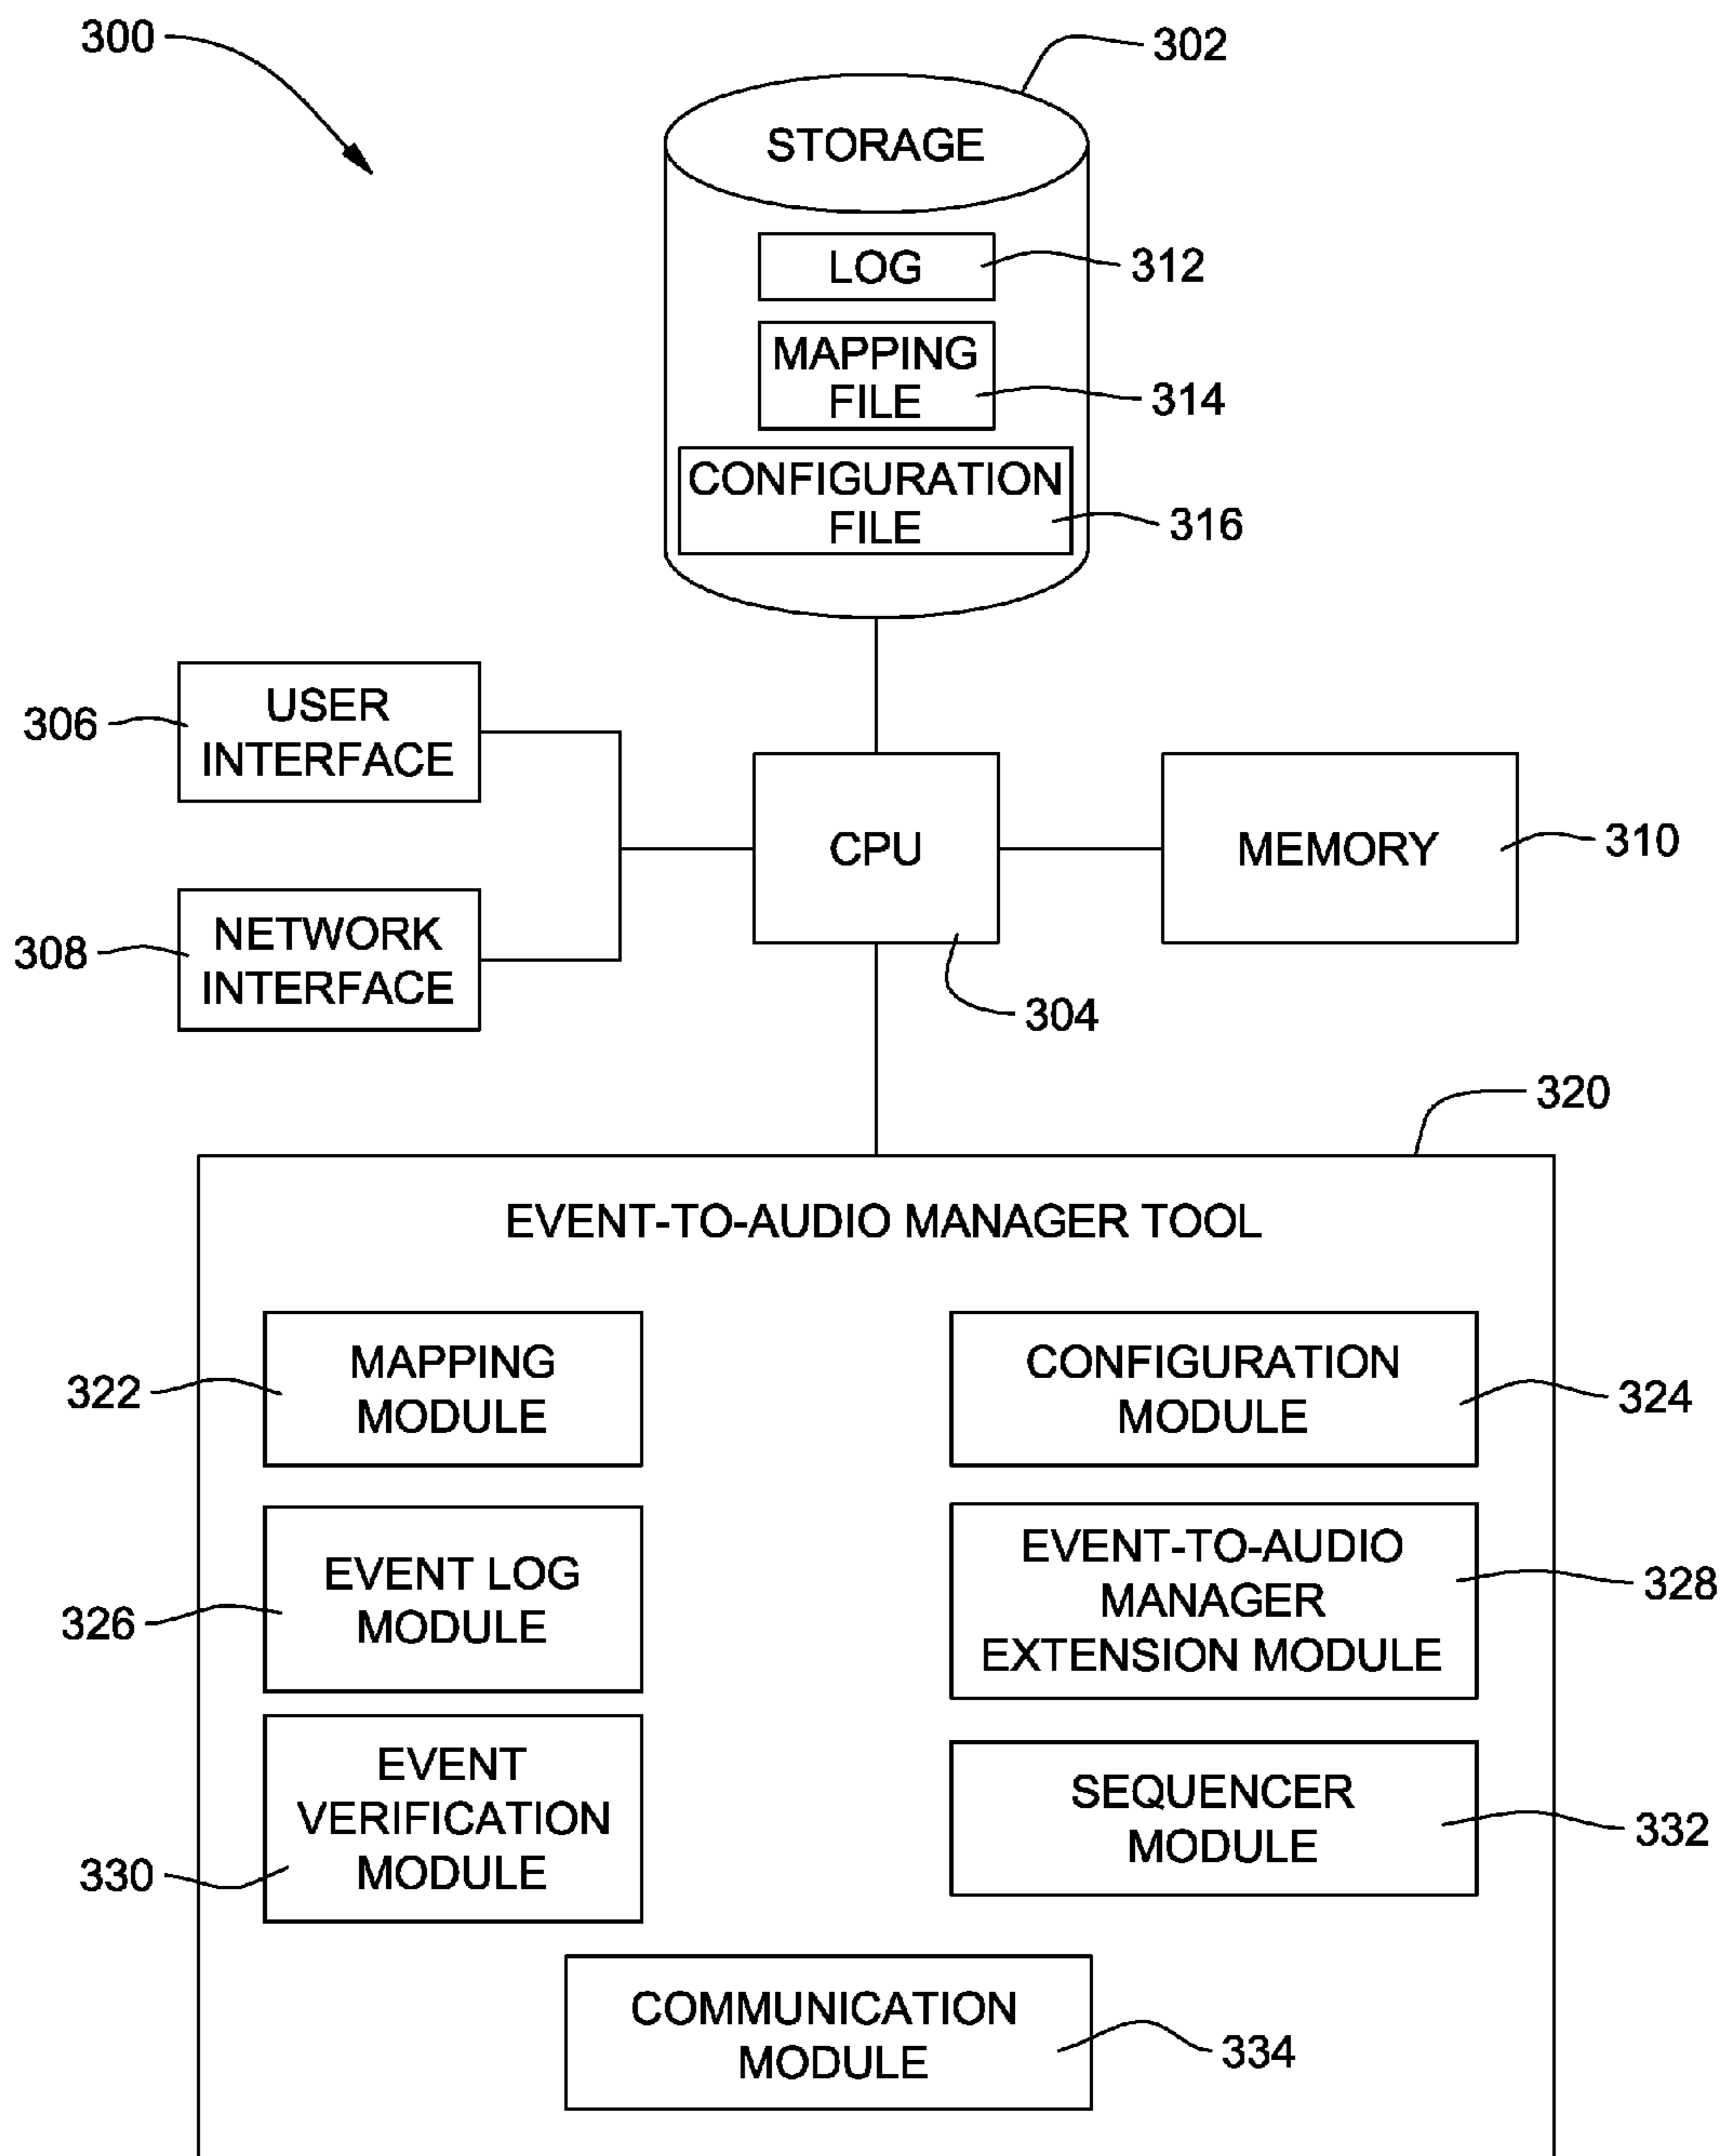 300
302
STORAGE
LOG
312
MAPPING
FILE
314
CONFIGURATION
FILE
316
306
USER
INTERFACE
CPU
MEMORY
310
308
NETWORK
INTERFACE
304
320
EVENT-TO-AUDIO MANAGER TOOL
322
MAPPING
MODULE
CONFIGURATION
MODULE
324
326
EVENT LOG
MODULE
EVENT-TO-AUDIO
MANAGER
EXTENSION MODULE
328
330
EVENT
VERIFICATION
MODULE
SEQUENCER
MODULE
332
COMMUNICATION
MODULE
334